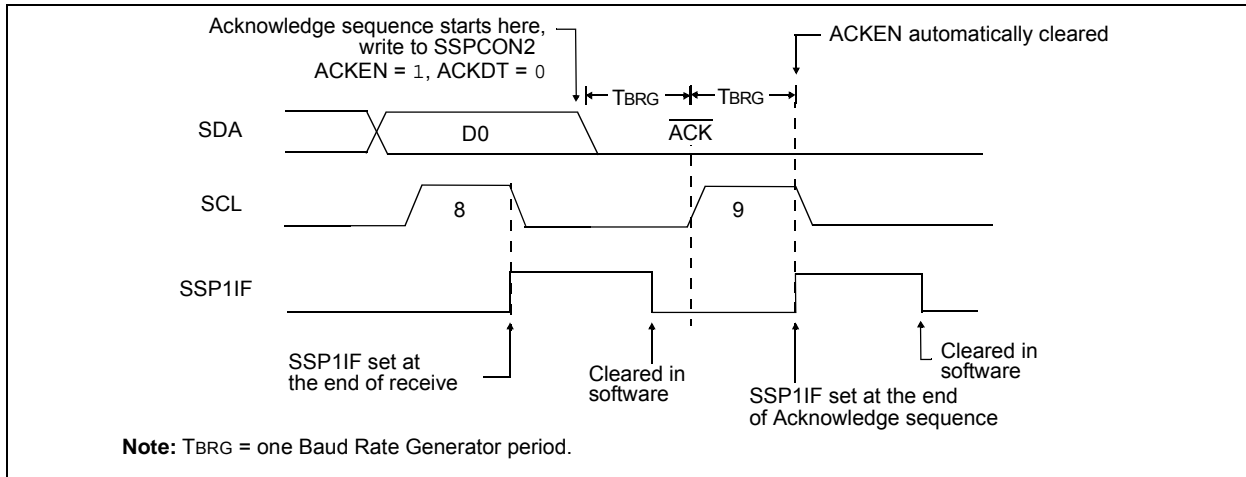 Acknowledge sequence starts here,
write to SSPCON2
ACKEN = 1, ACKDT = 0
ACKEN automatically cleared
TBRG
TBRG
SDA
D0
ACK
SCL
8
9
SSP1IF
SSP1IF set at
the end of receive
Cleared in
software
SSP1IF set at the end
of Acknowledge sequence
Cleared in
software
Note: TBRG = one Baud Rate Generator period.